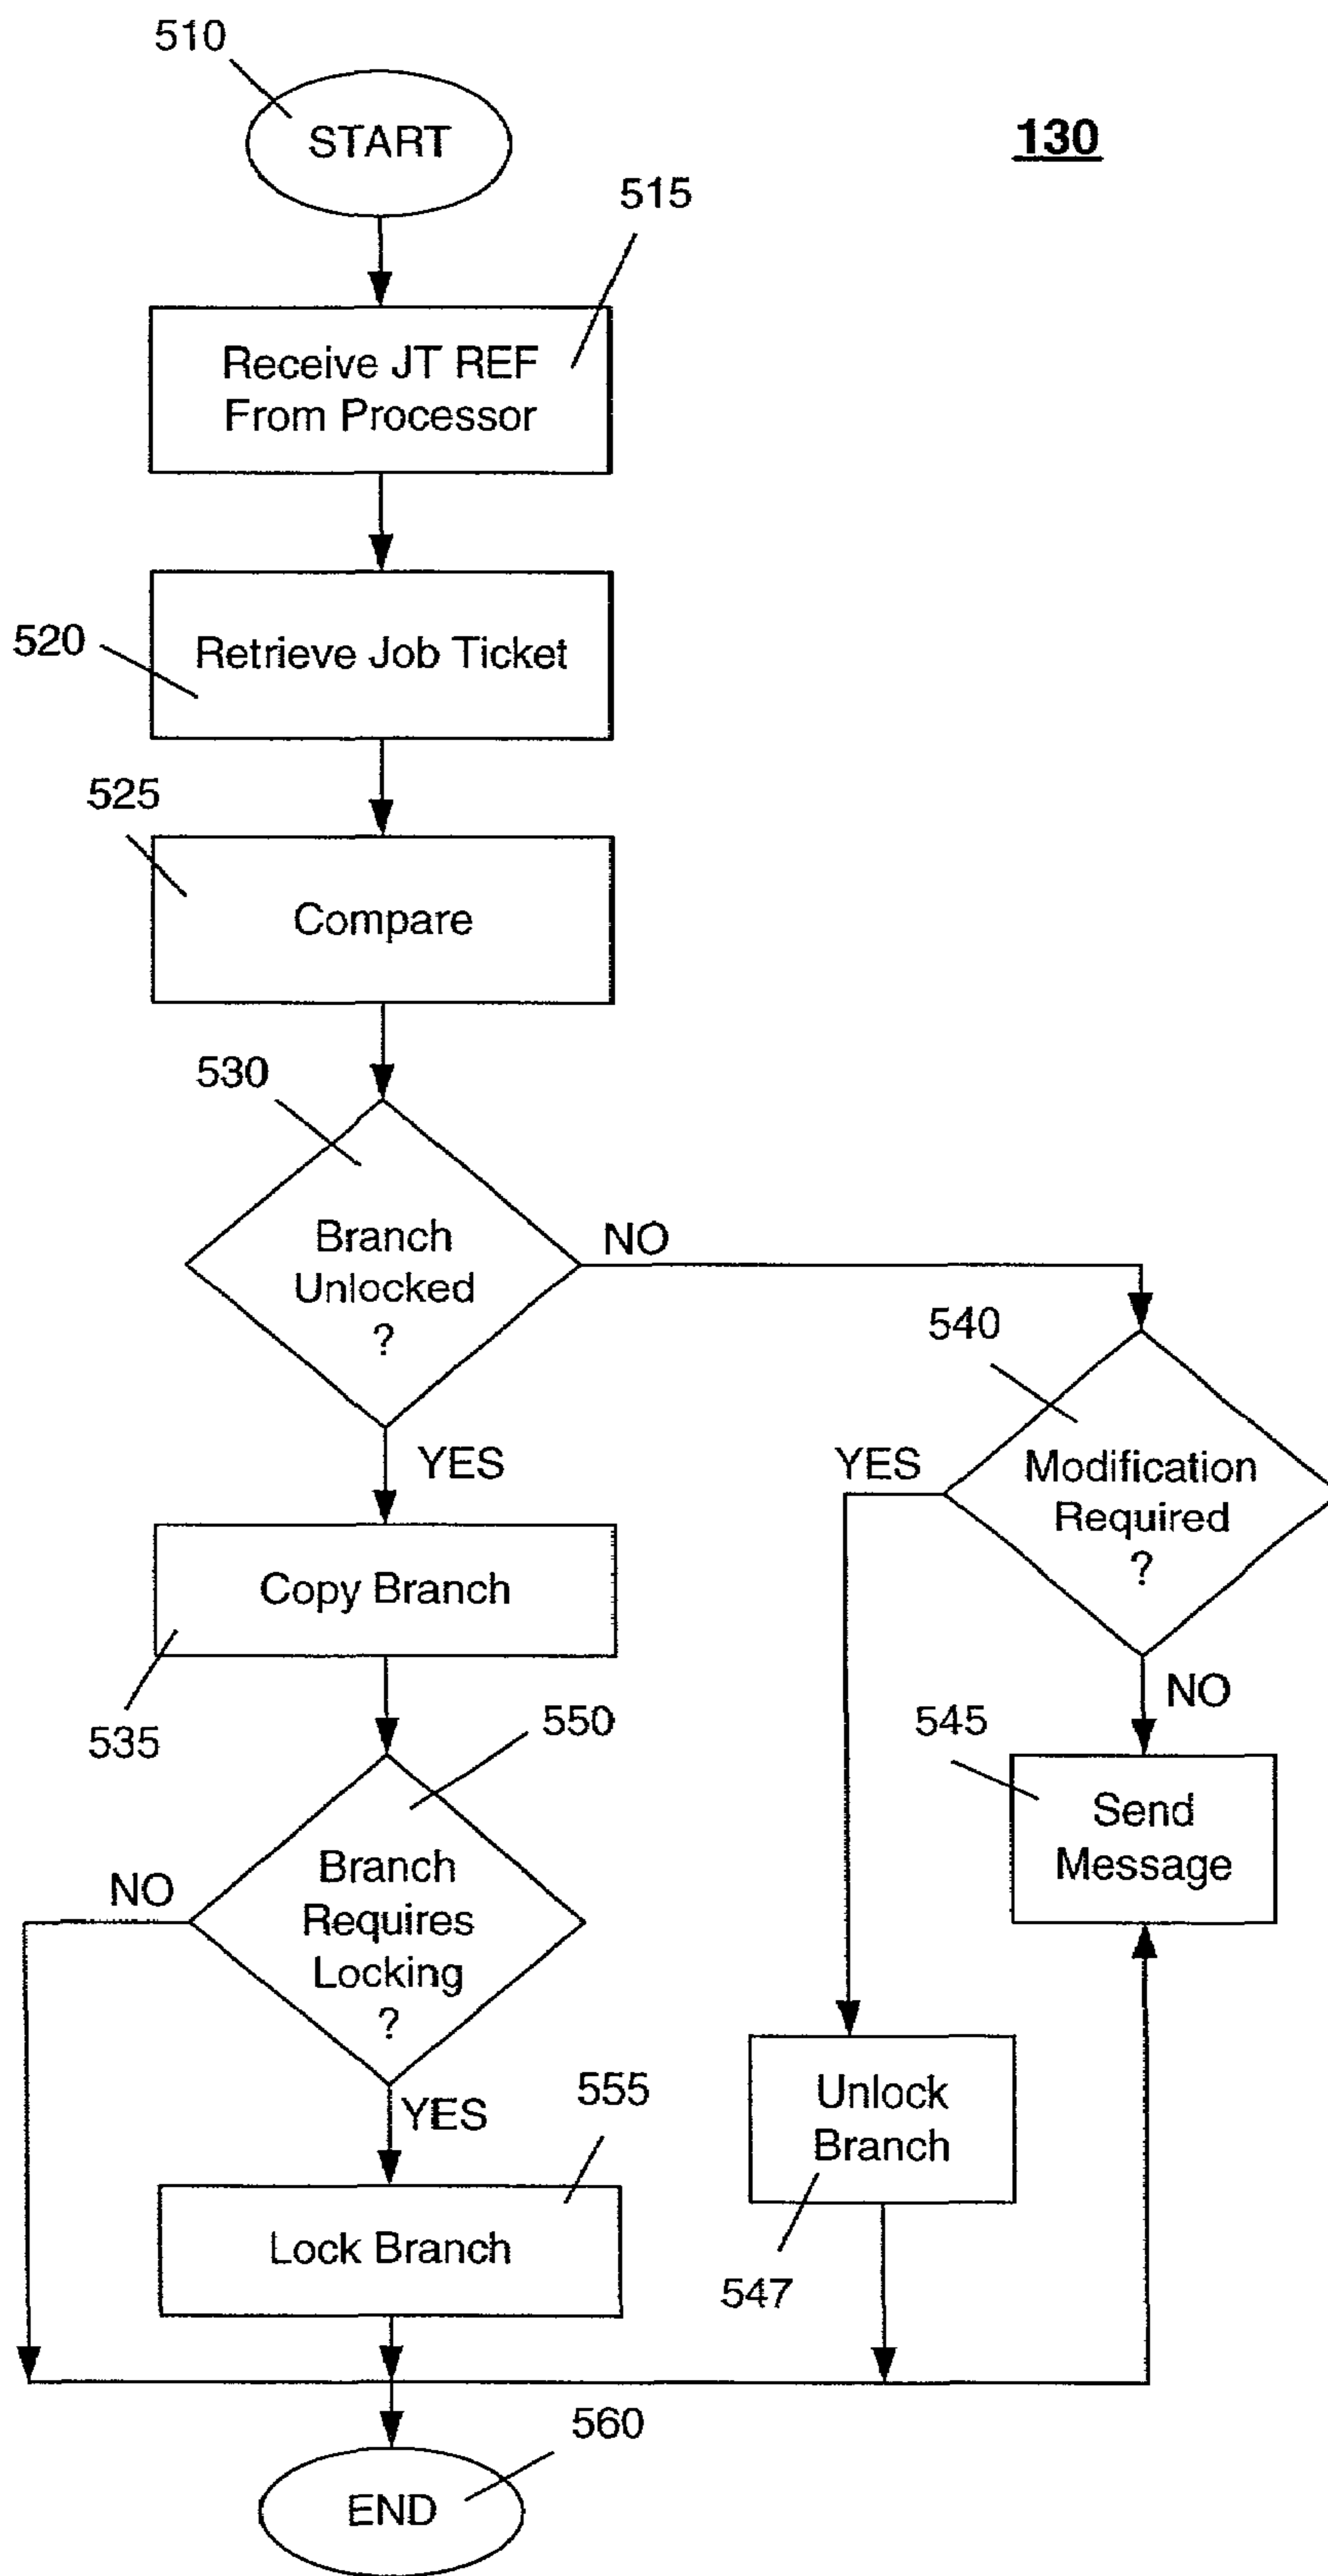 510
START
130
515
Receive JT REF
From Processor
520
Retrieve Job Ticket
525
Compare
530
Branch
Unlocked
?
NO
540
YES
Modification
Required
?
YES
Copy Branch
NO
535
550
545
Send
Message
Branch
Requires
Locking
?
NO
YES
555
Unlock
Branch
Lock Branch
547
560
END